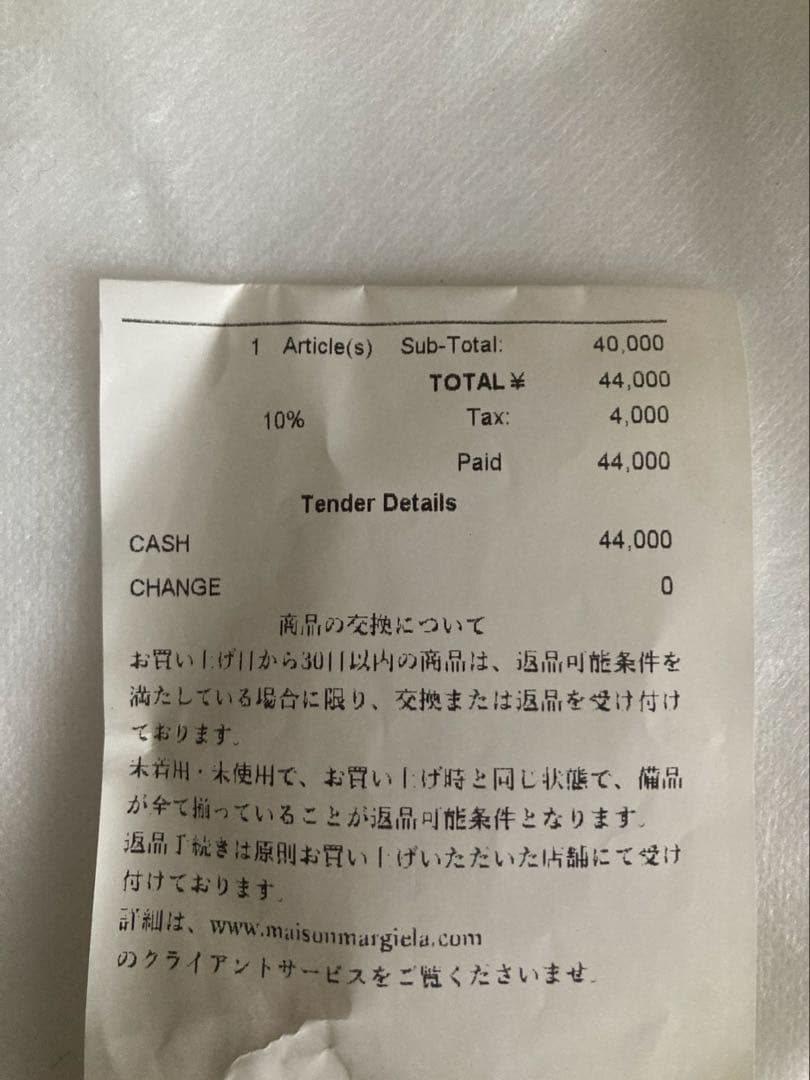 1 Article(s) Sub-Total: 40,000
TOTAL ¥ 44,000
10% Tax: 4,000
Paid 44,000
Tender Details
CASH 44,000
CHANGE 0
商品の交換について
お買い上げ日から30日以内の商品は、返品可能条件を
満たしている場合に限り、交換または返品を受け付け
ております。
未着用・未使用で、お買い上げ時と同じ状態で、備品
が全て揃っていることが返品可能条件となります。
返品手続きは原則お買い上げいただいた店舗にて受け
付けております。
詳細は、www.maisonmargiela.com
のクライアントサービスをご覧くださいませ。